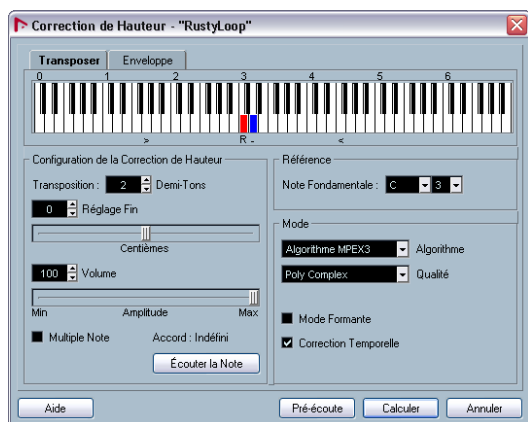 Correction de Hauteur - "RustyLoop"
Transposer Enveloppe
0 1 2 3 4 5 6
> R - <
Configuration de la Correction de Hauteur
Transposition : 2 Demi-Tons
0 Réglage Fin
Centièmes
100 Volume
Min Amplitude Max
Multiple Note Accord : Indéfini
Écouter la Note
Référence
Note Fondamentale : C 3
Mode
Algorithme MPEX3 Algorithme
Poly Complex Qualité
Mode Formante
Correction Temporelle
Aide Pré-écoute Calculer Annuler